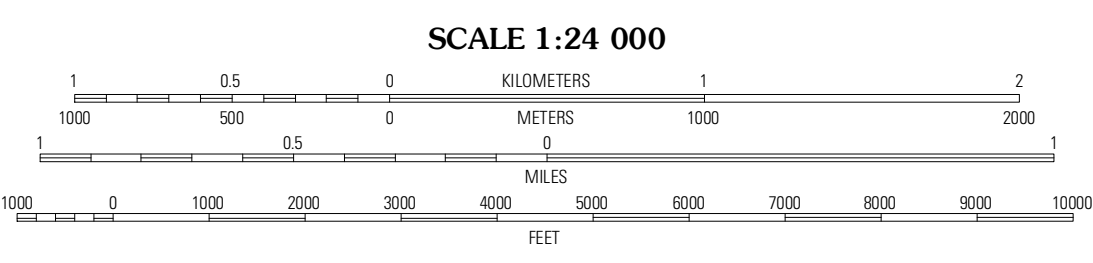 SCALE 1:24 000
1 0.5 0 KILOMETERS 1 2
1000 500 0 METERS 1000 2000
1 0.5 0 1
MILES
1000 0 1000 2000 3000 4000 5000 6000 7000 8000 9000 10000
FEET